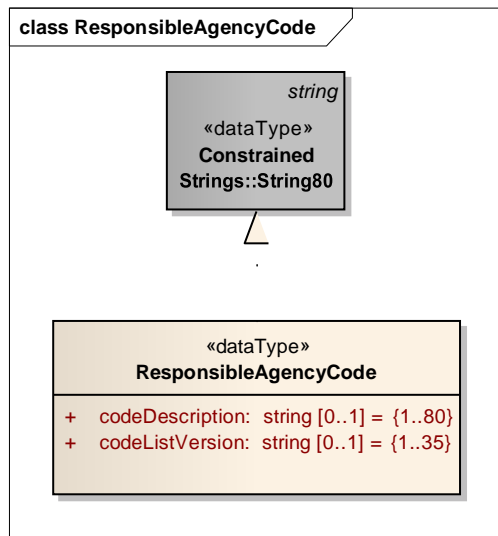 class ResponsibleAgencyCode
string
«dataType»
Constrained
Strings::String80
«dataType»
ResponsibleAgencyCode
+ codeDescription: string [0..1] = {1..80}
+ codeListVersion: string [0..1] = {1..35}